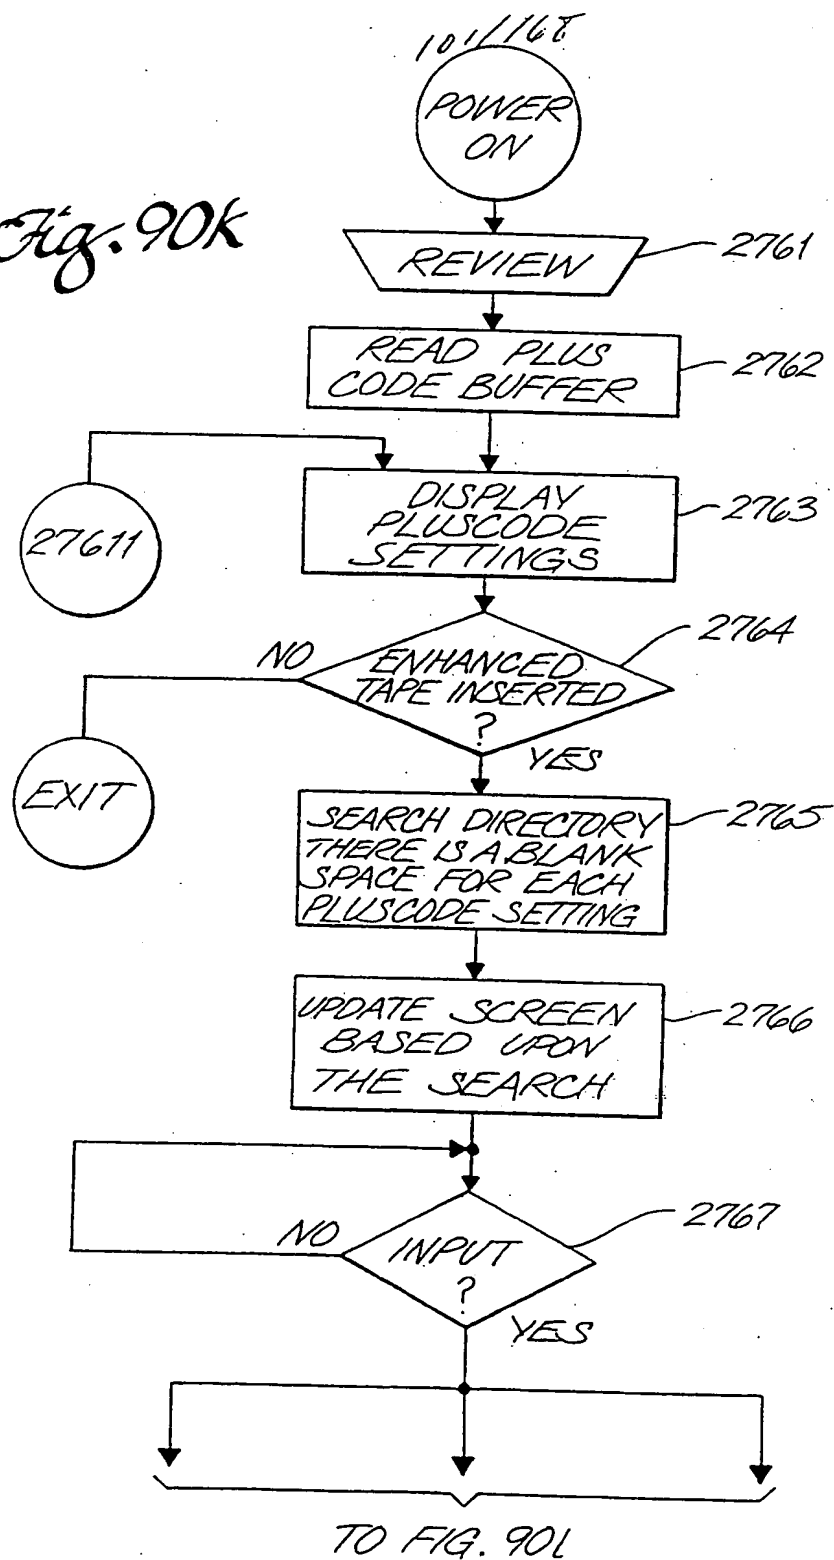 101/168
POWER
ON
Fig. 90K
REVIEW
2761
READ PLUS
CODE BUFFER
2762
DISPLAY
PLUSCODE
SETTINGS
2763
27611
ENHANCED
TAPE INSERTED
?
2764
NO
YES
EXIT
SEARCH DIRECTORY
THERE IS A BLANK
SPACE FOR EACH
PLUSCODE SETTING
2765
UPDATE SCREEN
BASED UPON
THE SEARCH
2766
INPUT
?
2767
NO
YES
TO FIG. 90L